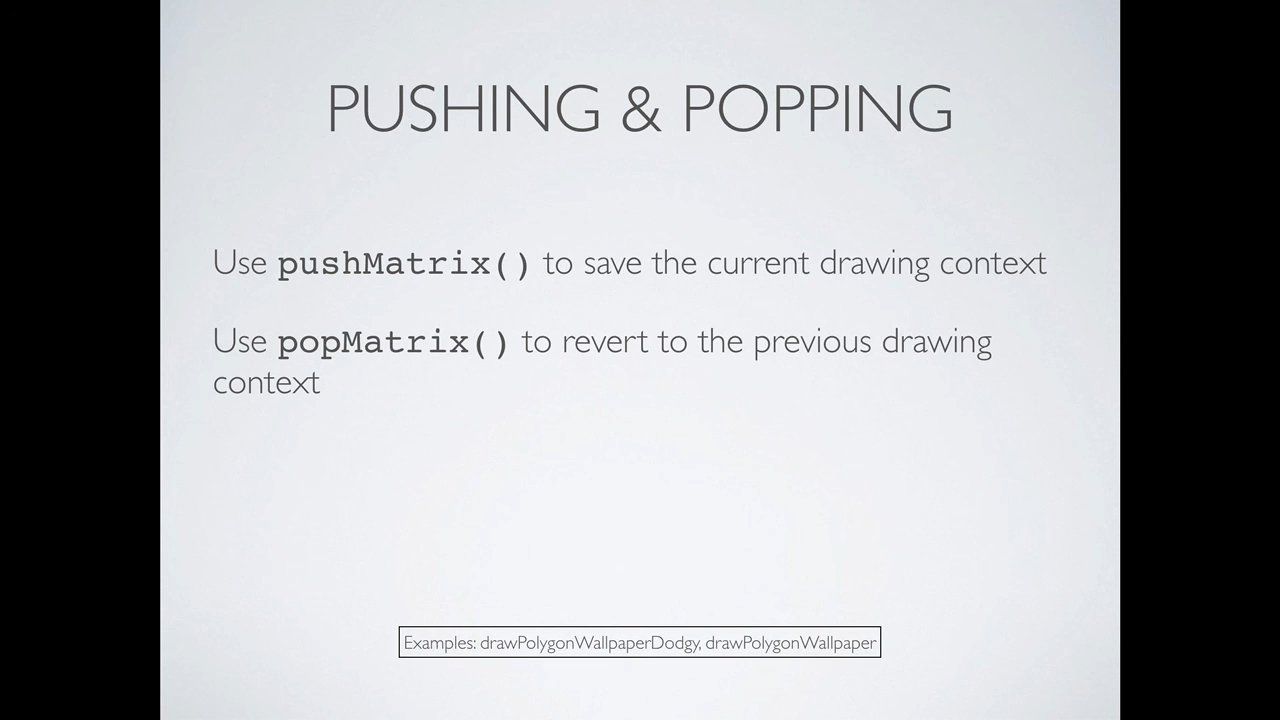 PUSHING & POPPING
Use pushMatrix() to save the current drawing context
Use popMatrix() to revert to the previous drawing
context
Examples: drawPolygonWallpaperDodgy, drawPolygonWallpaper